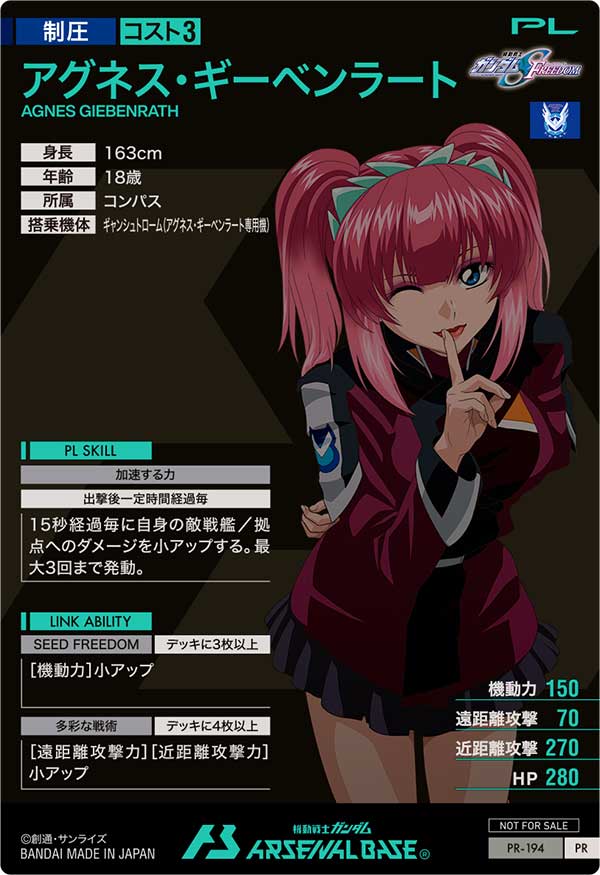 制圧 コスト3 PL
アグネス・ギーベンラート
AGNES GIEBENRATH
機動戦士 ガンダム SEED FREEDOM
身長 163cm
年齢 18歳
所属 コンパス
搭乗機体 ギャンシュトローム(アグネス・ギーベンラート専用機)
PL SKILL
加速する力
出撃後一定時間経過毎
15秒経過毎に自身の敵戦艦／拠
点へのダメージを小アップする。最
大3回まで発動。
LINK ABILITY
SEED FREEDOM デッキに3枚以上
[機動力]小アップ
多彩な戦術 デッキに4枚以上
[遠距離攻撃力][近距離攻撃力]
小アップ
機動力 150
遠距離攻撃 70
近距離攻撃 270
HP 280
©創通・サンライズ
BANDAI MADE IN JAPAN
機動戦士ガンダム
ARSENAL BASE®
NOT FOR SALE
PR-194 PR